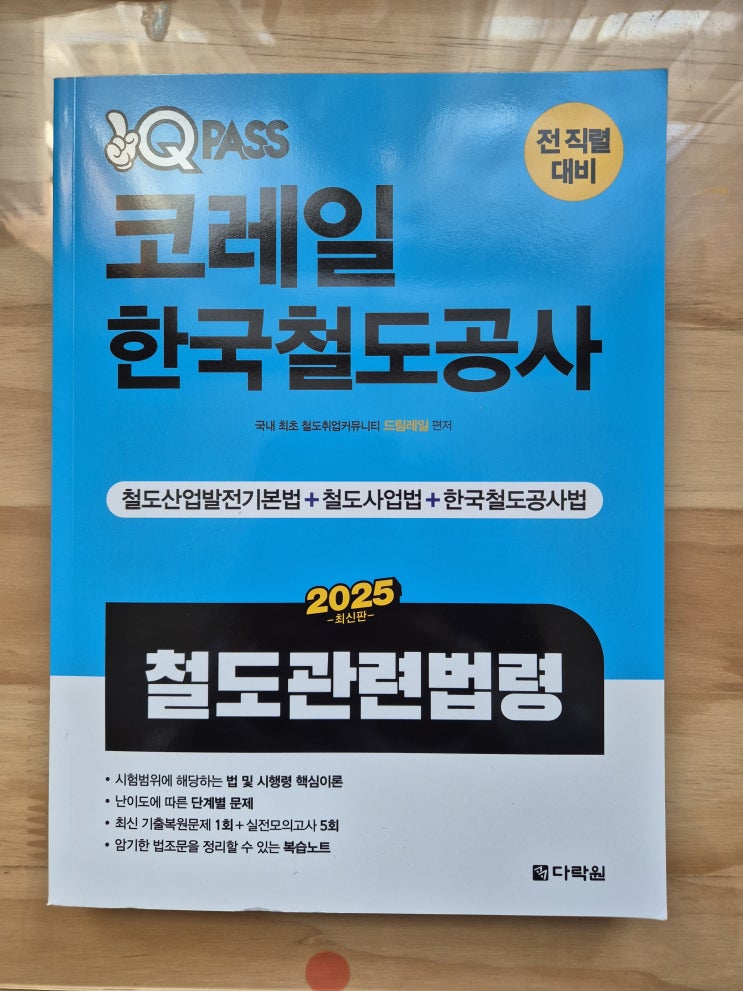 QPASS
전 직렬
대비
코레일
한국철도공사
국내 최초 철도취업커뮤니티 드림레일 편저
철도산업발전기본법+철도사업법+한국철도공사법
2025
-최신판-
철도관련법령
• 시험범위에 해당하는 법 및 시행령 핵심이론
• 난이도에 따른 단계별 문제
• 최신 기출복원문제 1회+실전모의고사 5회
• 암기한 법조문을 정리할 수 있는 복습노트
다락원